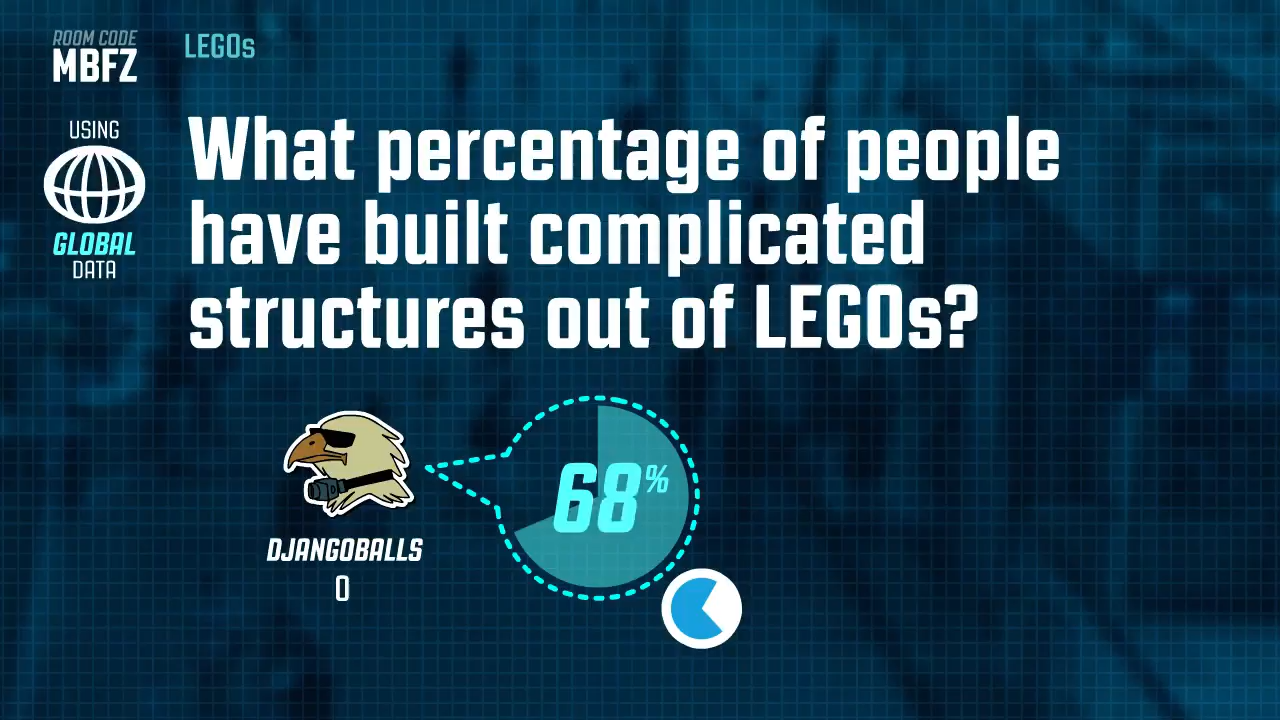 ROOM CODE
MBFZ
LEGOs
USING
GLOBAL
DATA
What percentage of people
have built complicated
structures out of LEGOs?
68%
DJANGOBALLS
0